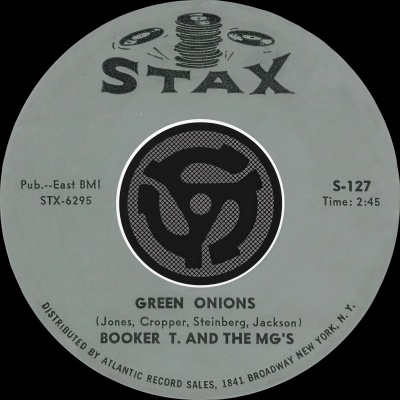 STAX
Pub.--East BMI
STX-6295
S-127
Time: 2:45
GREEN ONIONS
(Jones, Cropper, Steinberg, Jackson)
BOOKER T. AND THE MG'S
DISTRIBUTED BY ATLANTIC RECORD SALES, 1841 BROADWAY NEW YORK, N. Y.